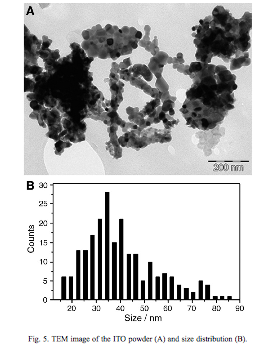 A
200 nm
B
Counts
30
25
20
15
10
5
0
20 30 40 50 60 70 80 90
Size / nm
Fig. 5. TEM image of the ITO powder (A) and size distribution (B).